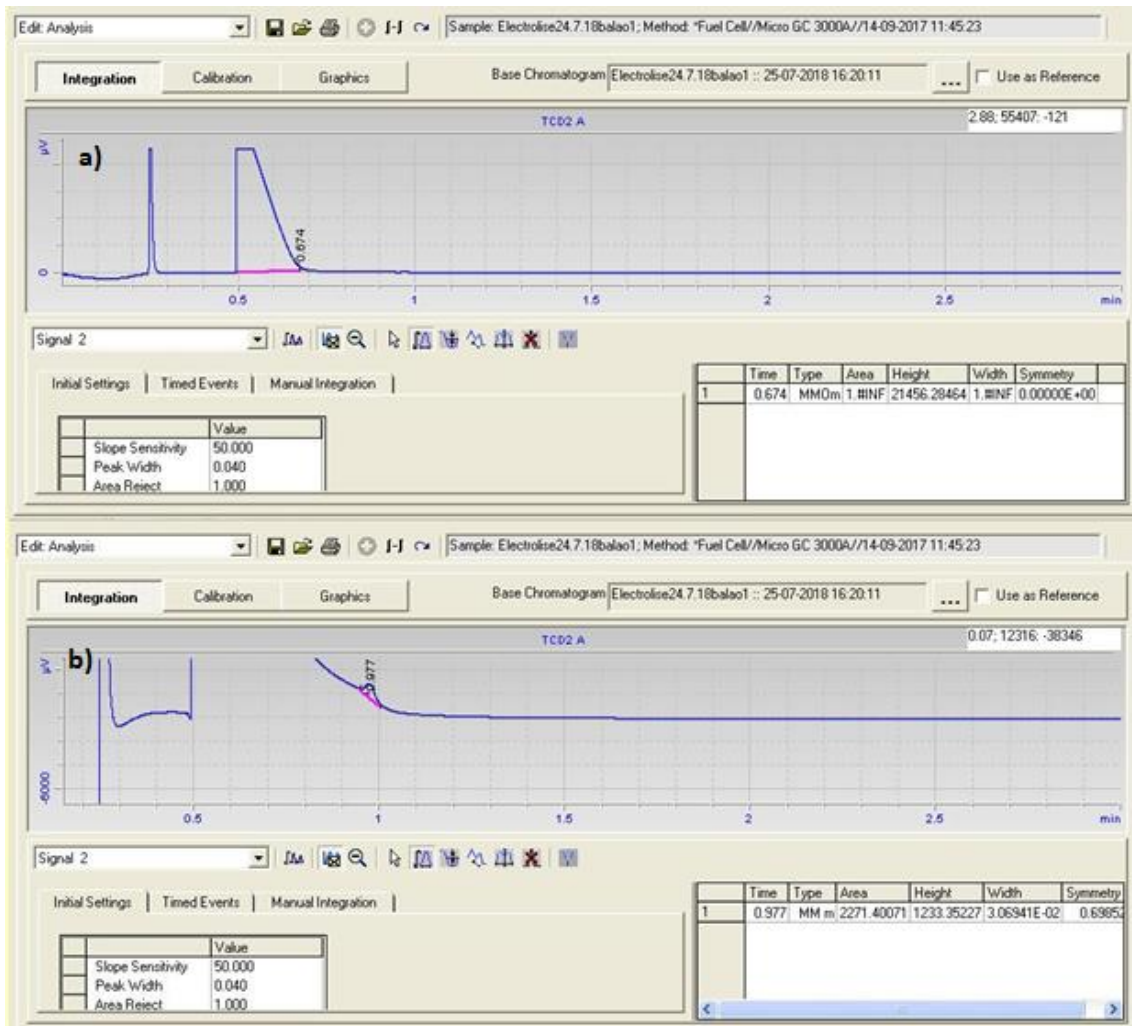 Edit: Analysis Sample: Electrolise24.7.18balao1; Method: *Fuel Cell//Micro GC 3000A//14-09-2017 11:45:23
Integration Calibration Graphics Base Chromatogram Electrolise24.7.18balao1 :: 25-07-2018 16:20:11 ... Use as Reference
TCD2 A 2.88; 55407: -121
µV
a)
0.674
0
0.5 1 1.5 2 2.5 min
Signal 2
Initial Settings Timed Events Manual Integration
Time Type Area Height Width Symmetry
1 0.674 MM0m 1.#INF 21456.28464 1.#INF 0.00000E+00
Value
Slope Sensitivity 50.000
Peak Width 0.040
Area Reject 1.000
Edit: Analysis Sample: Electrolise24.7.18balao1; Method: *Fuel Cell//Micro GC 3000A//14-09-2017 11:45:23
Integration Calibration Graphics Base Chromatogram Electrolise24.7.18balao1 :: 25-07-2018 16:20:11 ... Use as Reference
TCD2 A 0.07; 12316: -38346
µV
b)
0.977
-6000
0.5 1 1.5 2 2.5 min
Signal 2
Initial Settings Timed Events Manual Integration
Time Type Area Height Width Symmetry
1 0.977 MM m 2271.40071 1233.35227 3.06941E-02 0.69852
Value
Slope Sensitivity 50.000
Peak Width 0.040
Area Reject 1.000